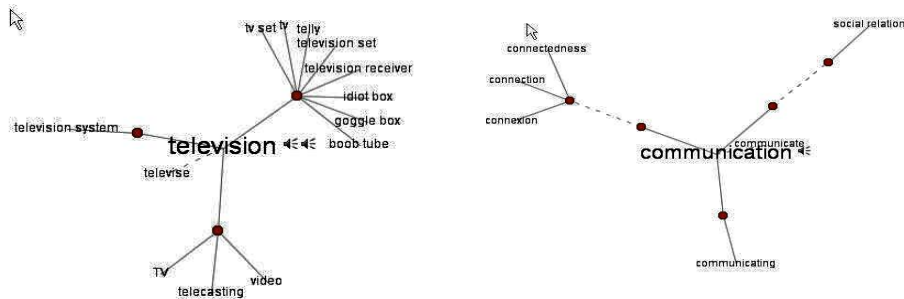 tv set
tv
telly
television set
television receiver
idiot box
goggle box
boob tube
television system
television
televise
TV
telecasting
video
social relation
connectedness
connection
connexion
communicate
communication
communicating